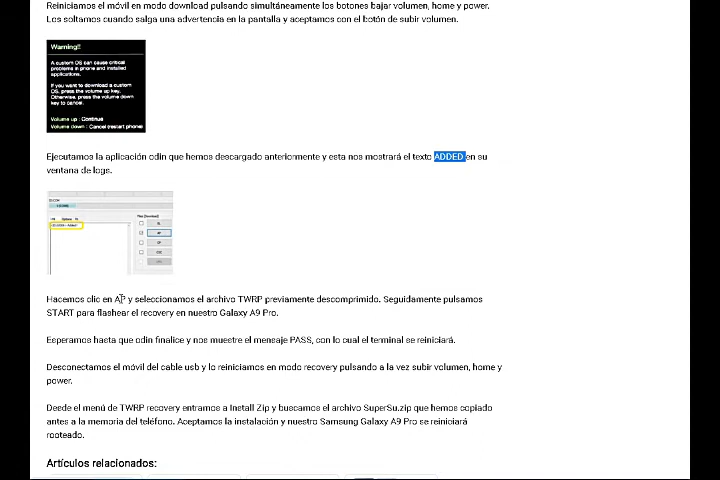 Reiniciamos el móvil en modo download pulsando simultáneamente los botones bajar volumen, home y power.
Los soltamos cuando salga una advertencia en la pantalla y aceptamos con el botón de subir volumen.
Warning!!
A custom OS can cause critical
problems in phone and installed
applications.
If you want to download a custom
OS, press the volume up key.
Otherwise, press the volume down
key to cancel.
Volume up : Continue
Volume down : Cancel (restart phone)
Ejecutamos la aplicación odin que hemos descargado anteriormente y esta nos mostrará el texto ADDED en su
ventana de logs.
Hacemos clic en AP y seleccionamos el archivo TWRP previamente descomprimido. Seguidamente pulsamos
START para flashear el recovery en nuestro Galaxy A9 Pro.
Esperamos hasta que odin finalice y nos muestre el mensaje PASS, con lo cual el terminal se reiniciará.
Desconectamos el móvil del cable usb y lo reiniciamos en modo recovery pulsando a la vez subir volumen, home y
power.
Desde el menú de TWRP recovery entramos a Install Zip y buscamos el archivo SuperSu.zip que hemos copiado
antes a la memoria del teléfono. Aceptamos la instalación y nuestro Samsung Galaxy A9 Pro se reiniciará
rooteado.
Artículos relacionados: